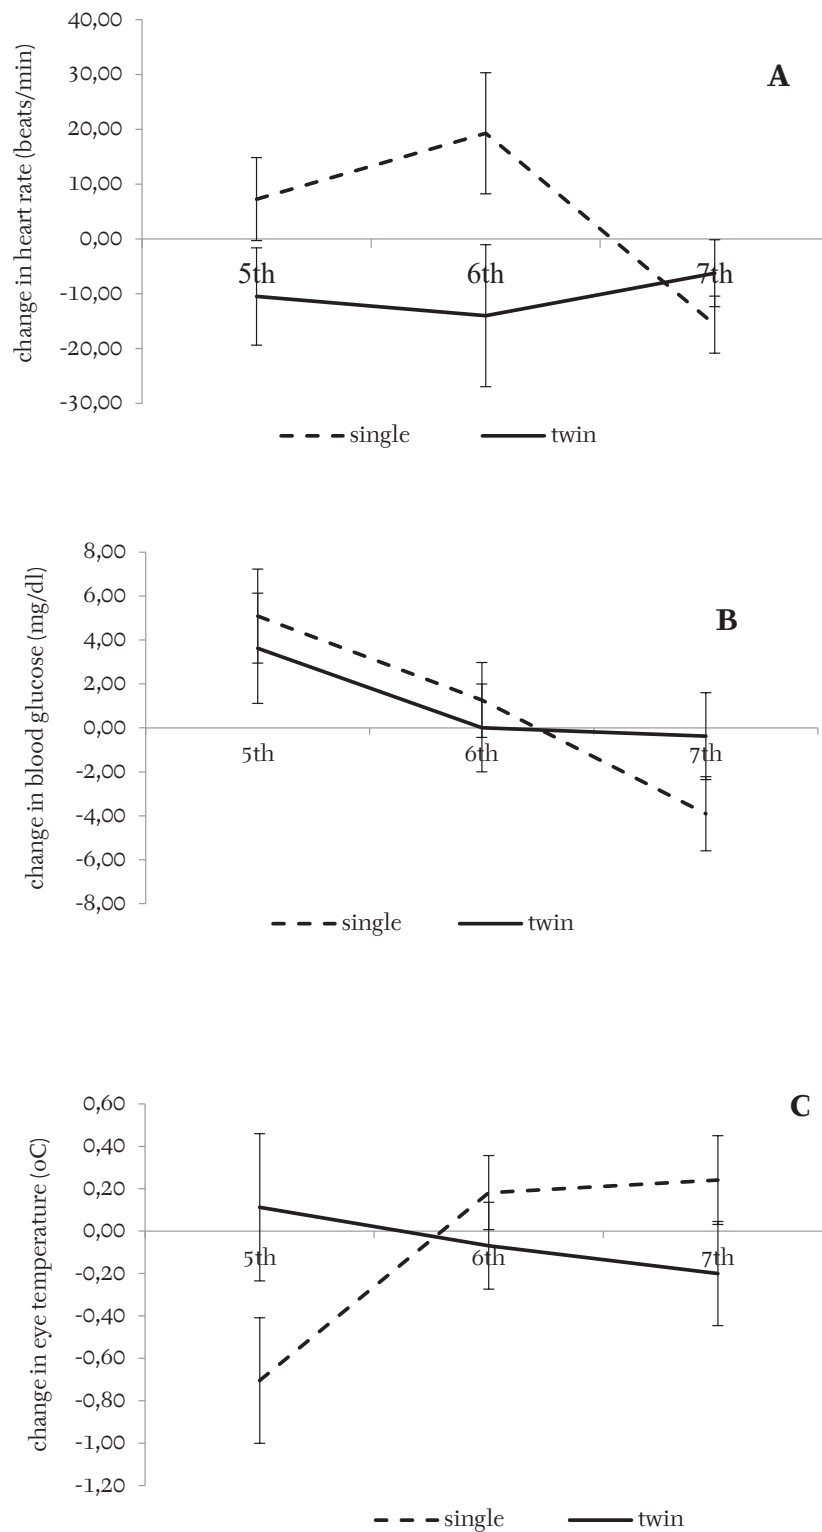 40,00
30,00
20,00
10,00
0,00
-10,00
-20,00
-30,00
change in heart rate (beats/min)
A
5th 6th 7th
single twin
8,00
6,00
4,00
2,00
0,00
-2,00
-4,00
-6,00
-8,00
change in blood glucose (mg/dl)
B
5th 6th 7th
single twin
0,60
0,40
0,20
0,00
-0,20
-0,40
-0,60
-0,80
-1,00
-1,20
change in eye temperature (oC)
C
5th 6th 7th
single twin